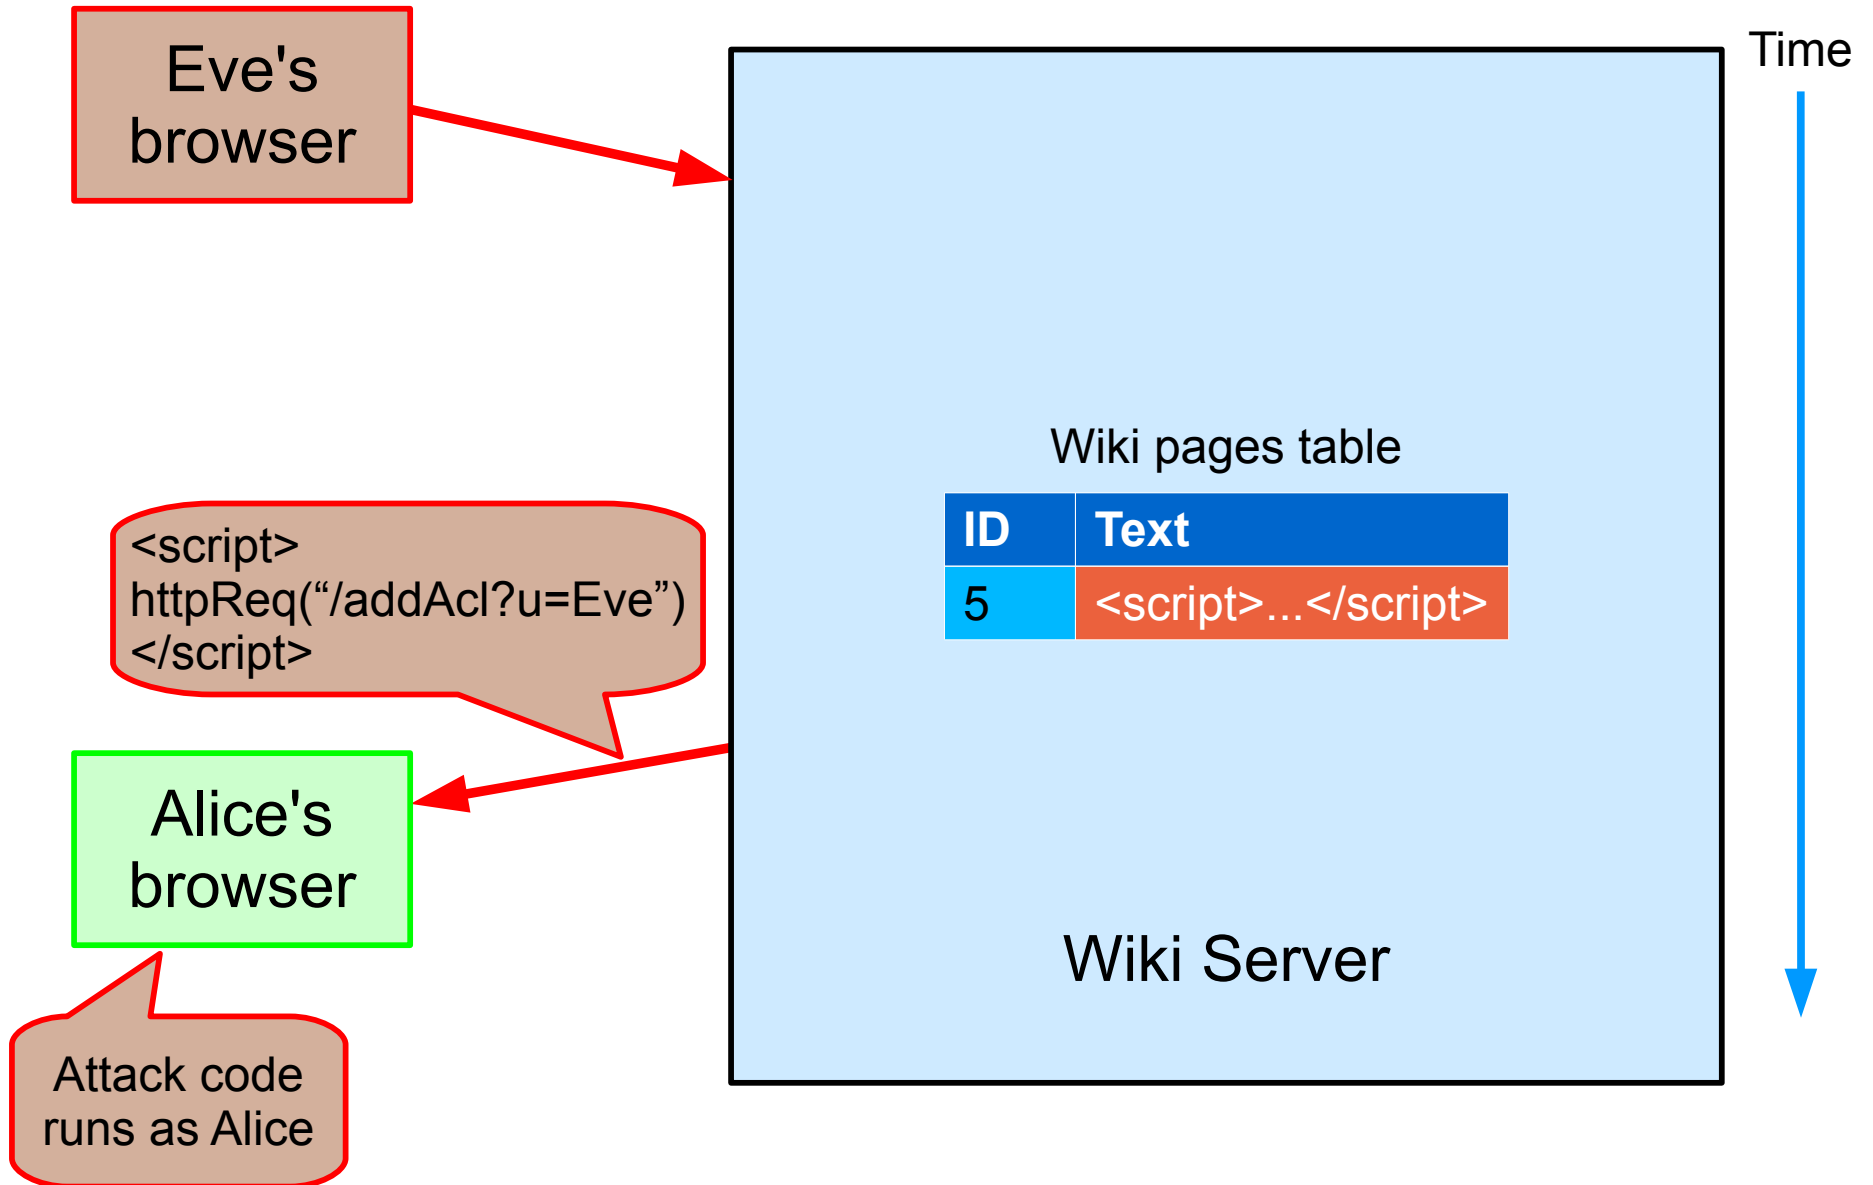 Eve's
browser
Time
Wiki pages table
ID Text
5 <script>...</script>
<script>
httpReq(“/addAcl?u=Eve”)
</script>
Alice's
browser
Wiki Server
Attack code
runs as Alice